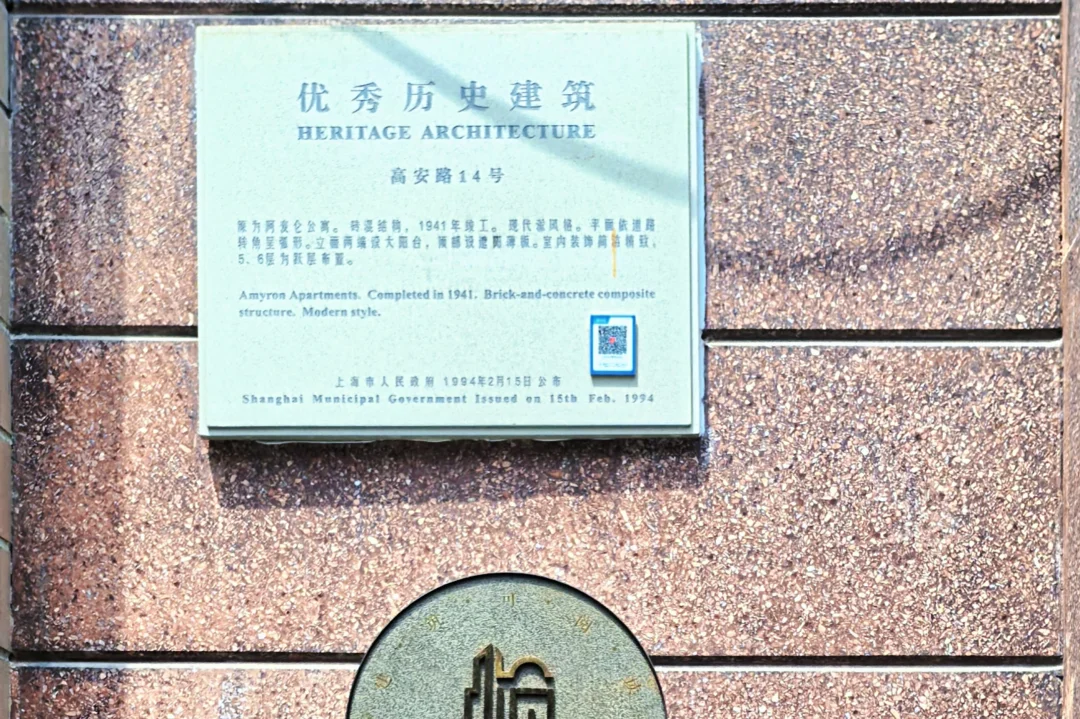 优秀历史建筑
HERITAGE ARCHITECTURE
高安路14号
原为阿麦仑公寓。砖混结构，1941年竣工。现代派风格。平面依道路
转角呈弧形。立面两端设大阳台，顶部设遮阳薄板。室内装饰简洁精致，
5、6层为跃层布置。
Amyron Apartments. Completed in 1941. Brick-and-concrete composite
structure. Modern style.
上海市人民政府 1994年2月15日公布
Shanghai Municipal Government Issued on 15th Feb. 1994